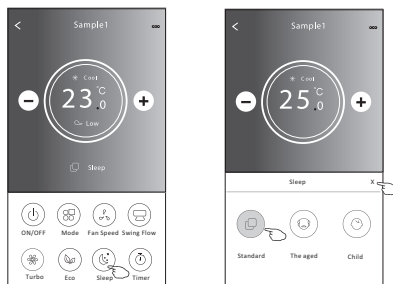 Sample1
Cool
23.0 °C
Low
Sleep
ON/OFF Mode Fan Speed Swing Flow
Turbo Eco Sleep Timer
Sample1
Cool
25.0 °C
Sleep X
Standard The aged Child